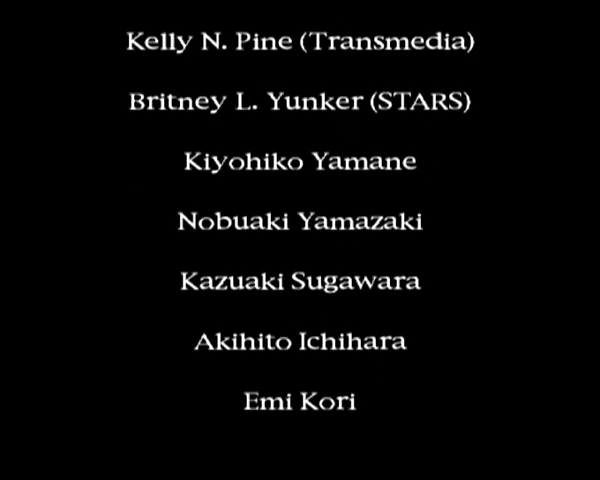 Kelly N. Pine (Transmedia)
Britney L. Yunker (STARS)
Kiyohiko Yamane
Nobuaki Yamazaki
Kazuaki Sugawara
Akihito Ichihara
Emi Kori